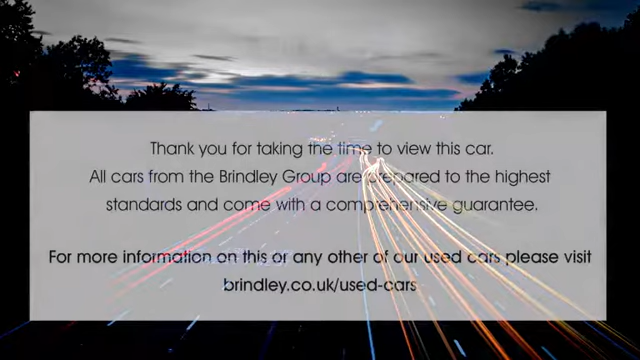 Thank you for taking the time to view this car.
All cars from the Brindley Group are prepared to the highest
standards and come with a comprehensive guarantee.
For more information on this or any other of our used cars please visit
brindley.co.uk/used-cars